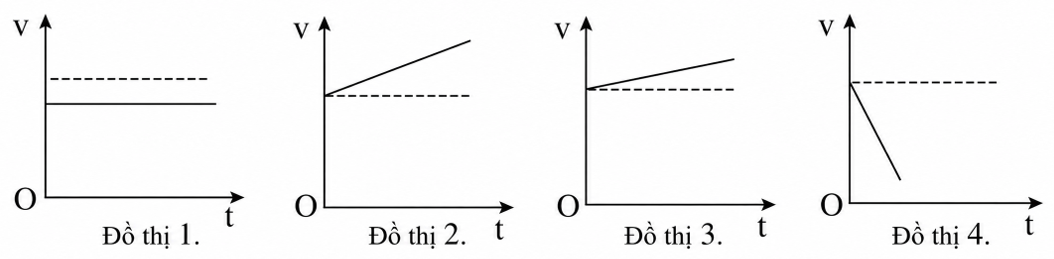 v
O
t
Đồ thị 1.
v
O
t
Đồ thị 2.
v
O
t
Đồ thị 3.
v
O
t
Đồ thị 4.